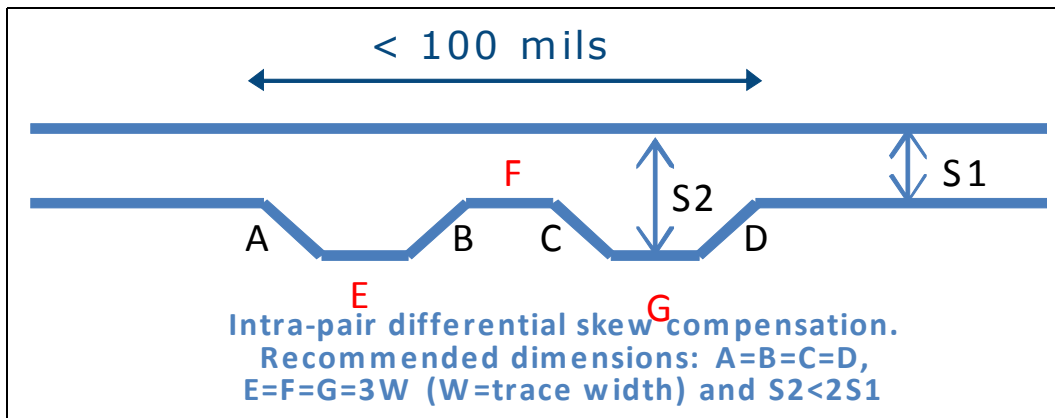 < 100 mils
F
S1
S2
A
B
C
D
E
G
Intra-pair differential skew compensation.
Recommended dimensions: A=B=C=D,
E=F=G=3W (W=trace width) and S2<2S1